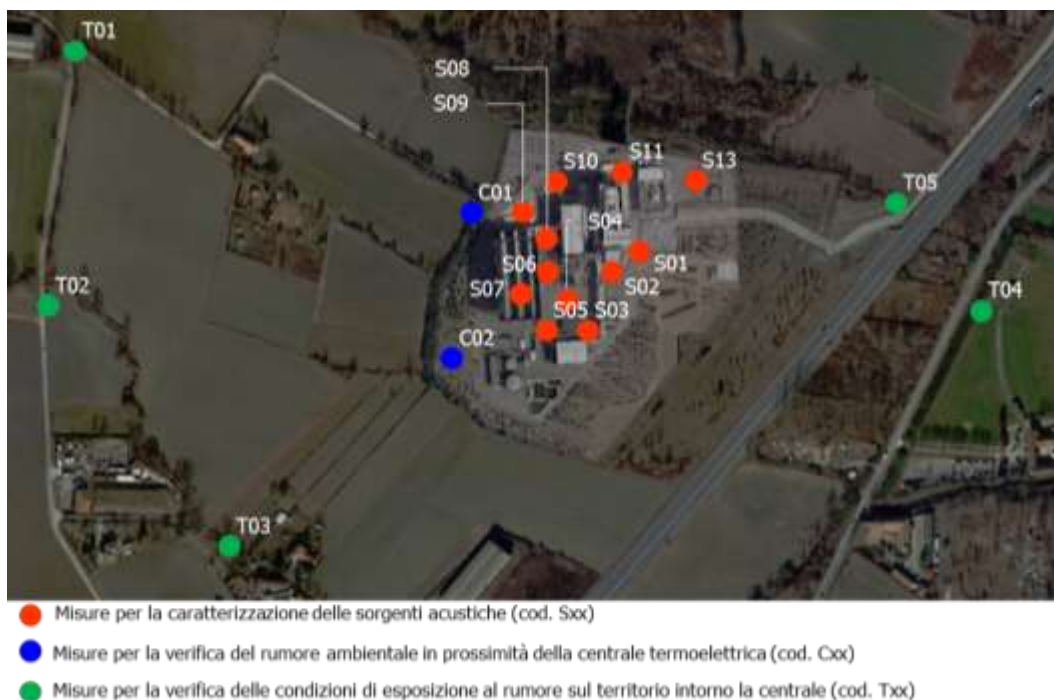 T01
S08
S09
S10
S11
S13
C01
T05
S04
S01
S06
S02
S07
T02
T04
S05
S03
C02
T03
Misure per la caratterizzazione delle sorgenti acustiche (cod. Sxx)
Misure per la verifica del rumore ambientale in prossimità della centrale termoelettrica (cod. Cxx)
Misure per la verifica delle condizioni di esposizione al rumore sul territorio intorno la centrale (cod. Txx)